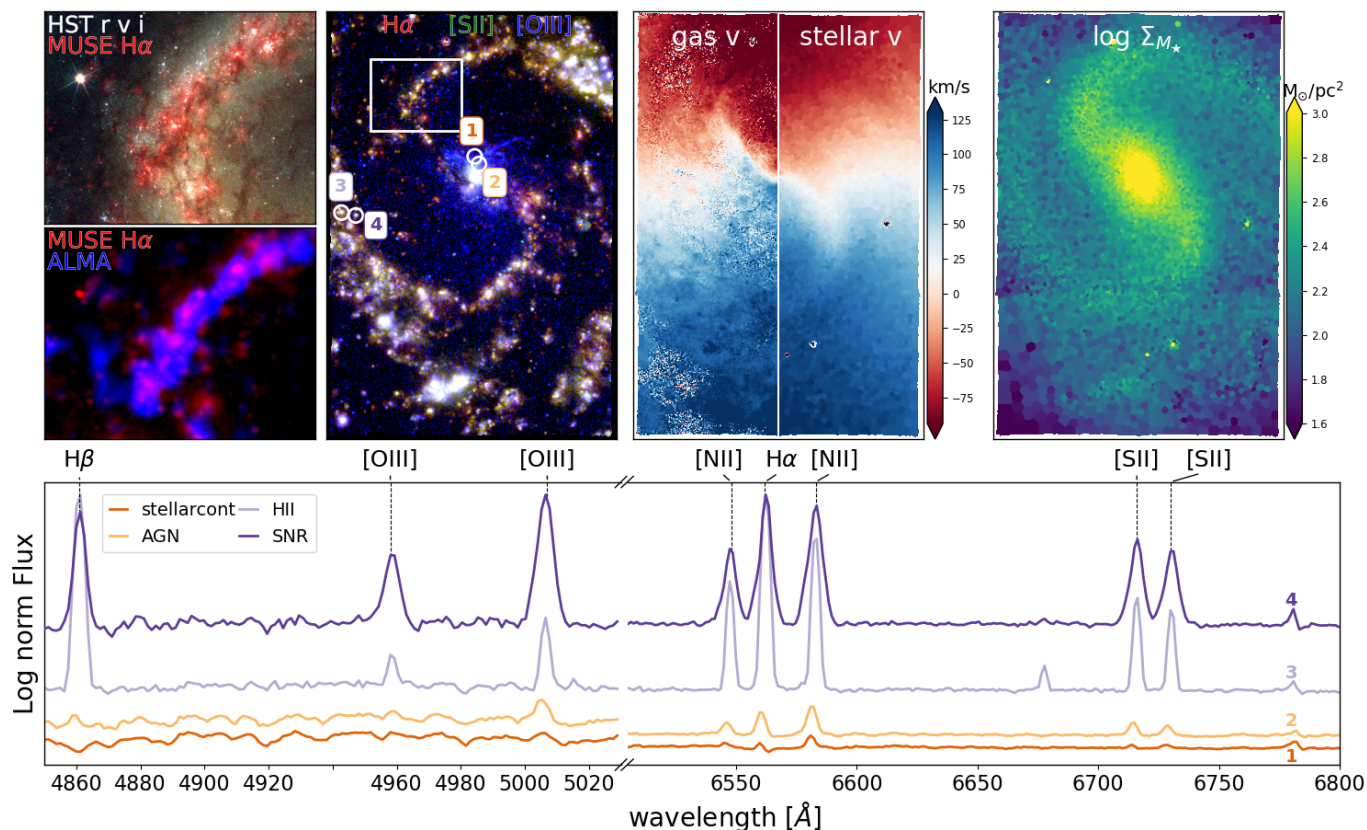 HST r v i
MUSE Hα
MUSE Hα
ALMA
Hα [SII] [OIII]
1
2
3
4
gas v stellar v
km/s
125
100
75
50
25
0
−25
−50
−75
log Σ_{M⋆}
M⊙/pc²
3.0
2.8
2.6
2.4
2.2
2.0
1.8
1.6
Hβ [OIII] [OIII] [NII] Hα [NII] [SII] [SII]
stellarcont HII
AGN SNR
4
3
2
1
Log norm Flux
4860 4880 4900 4920 4960 4980 5000 5020 6550 6600 6650 6700 6750 6800
wavelength [Å]